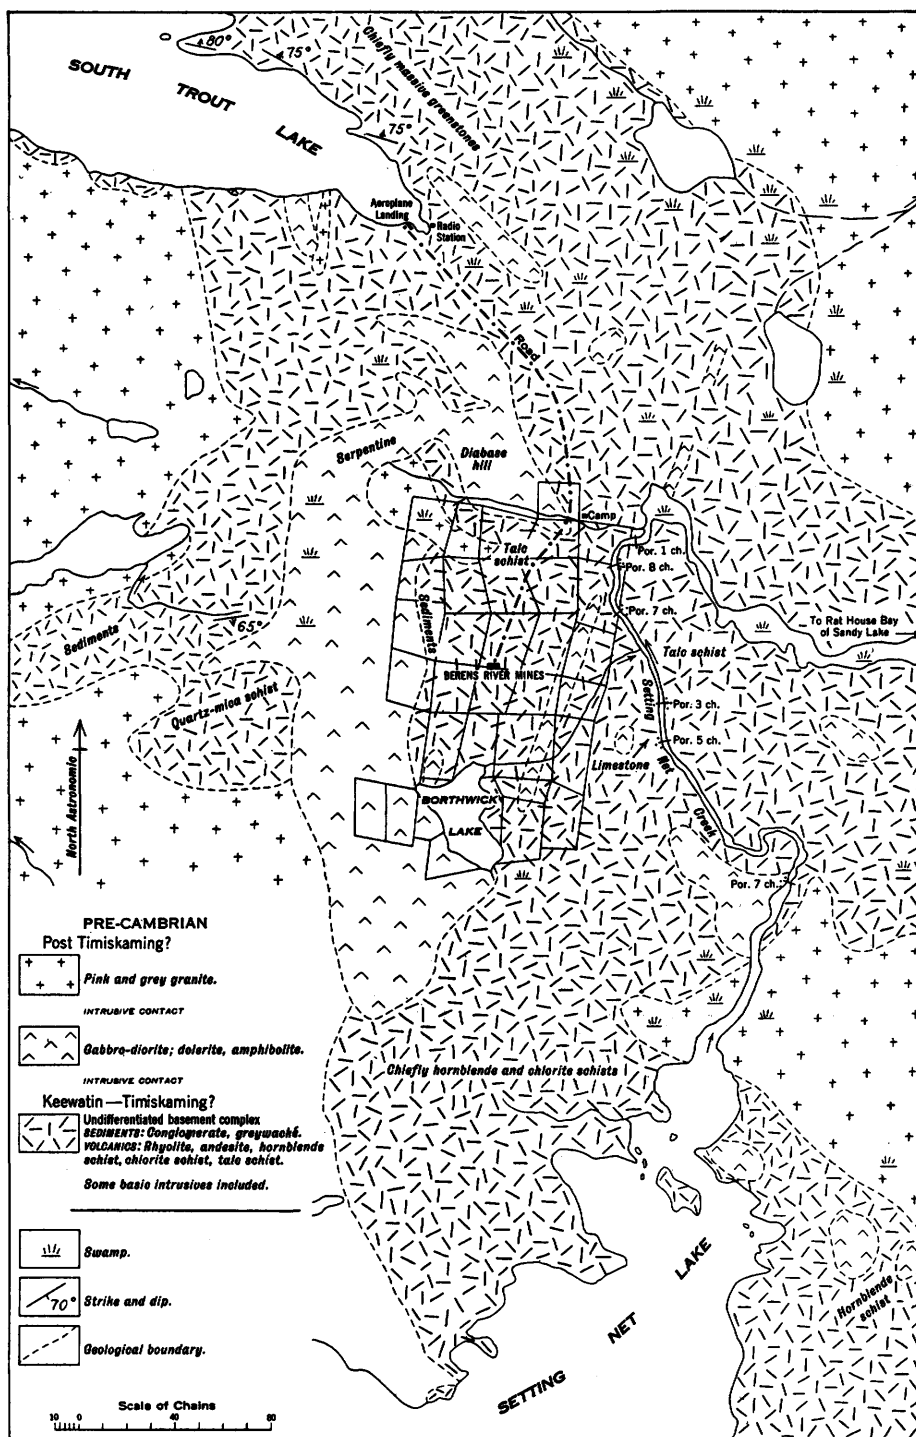 80°
75°
Chiefly massive greenstones
SOUTH
TROUT
LAKE
75°
Aeroplane
Landing
Radio
Station
Road
Serpentine
Diabase
hill
Camp
Talc
schist
Por. 1 ch.
Por. 8 ch.
Por. 7 ch.
Sediments
To Rat House Bay
of Sandy Lake
65°
Sediments
Talc schist
BERENS RIVER MINES
Quartz-mica schist
Setting
Net
Creek
Por. 3 ch.
Por. 5 ch.
Limestone
North Astronomic
BORTHWICK
LAKE
Por. 7 ch.
PRE-CAMBRIAN
Post Timiskaming?
Pink and grey granite.
INTRUSIVE CONTACT
Gabbro-diorite; dolerite, amphibolite.
INTRUSIVE CONTACT
Keewatin—Timiskaming?
Undifferentiated basement complex
SEDIMENTS: Conglomerate, greywacké.
VOLCANICS: Rhyolite, andesite, hornblende
schist, chlorite schist, talc schist.
Some basic intrusives included.
Chiefly hornblende and chlorite schists
Swamp.
70°
Strike and dip.
Geological boundary.
SETTING
NET
LAKE
Hornblende
schist
Scale of Chains
10 0 40 80